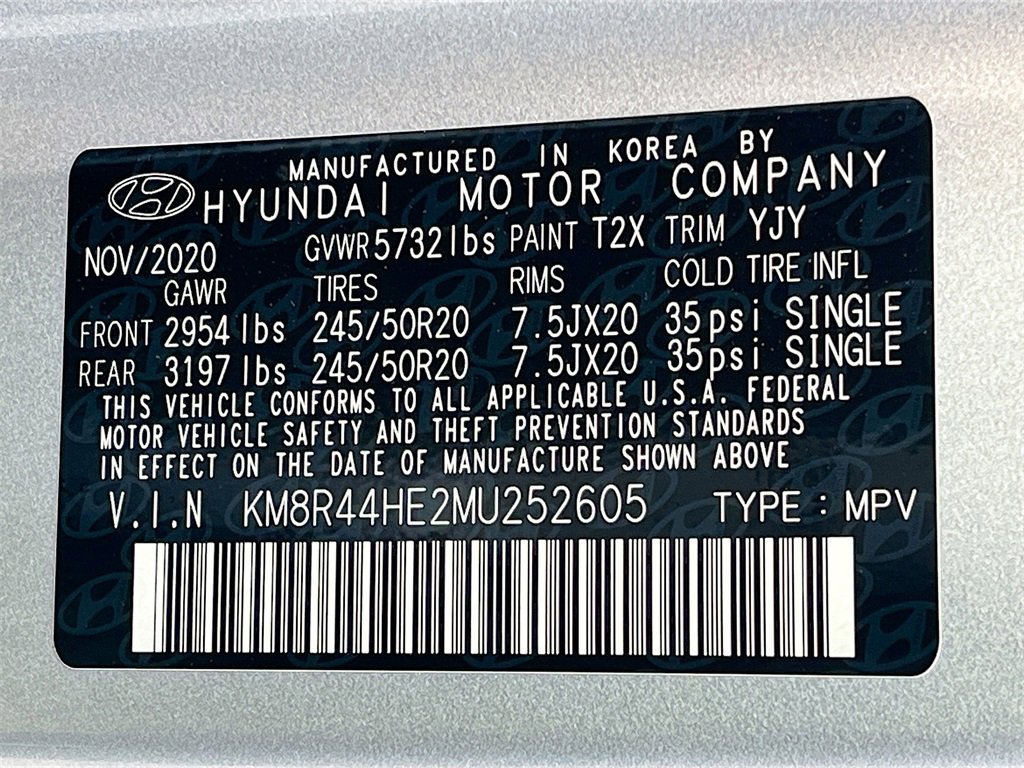 MANUFACTURED IN KOREA BY
HYUNDAI MOTOR COMPANY
NOV/2020 GVWR 5732 lbs PAINT T2X TRIM YJY
GAWR TIRES RIMS COLD TIRE INFL
FRONT 2954 lbs 245/50R20 7.5JX20 35psi SINGLE
REAR 3197 lbs 245/50R20 7.5JX20 35psi SINGLE
THIS VEHICLE CONFORMS TO ALL APPLICABLE U.S.A. FEDERAL
MOTOR VEHICLE SAFETY AND THEFT PREVENTION STANDARDS
IN EFFECT ON THE DATE OF MANUFACTURE SHOWN ABOVE
V.I.N KM8R44HE2MU252605 TYPE : MPV